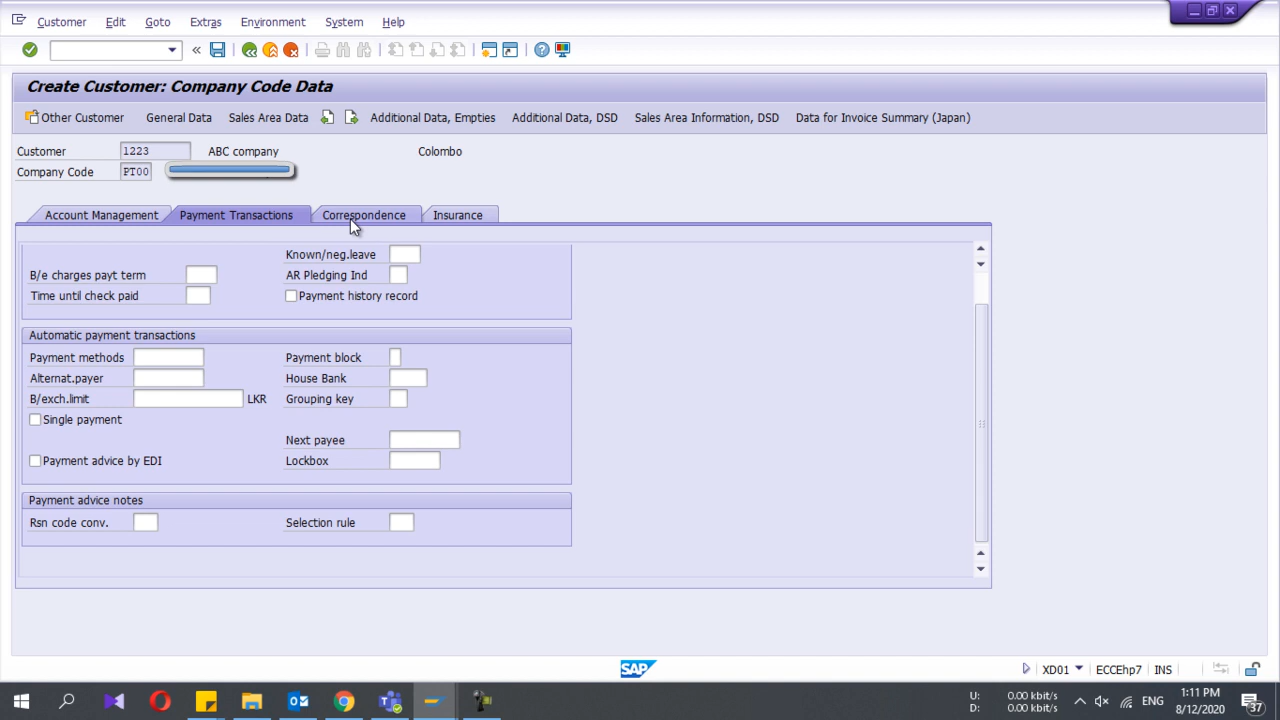 Customer Edit Goto Extras Environment System Help
Create Customer: Company Code Data
Other Customer General Data Sales Area Data Additional Data, Empties Additional Data, DSD Sales Area Information, DSD Data for Invoice Summary (Japan)
Customer 1223 ABC company Colombo
Company Code PT00
Account Management Payment Transactions Correspondence Insurance
Known/neg.leave
B/e charges payt term AR Pledging Ind
Time until check paid Payment history record
Automatic payment transactions
Payment methods Payment block
Alternat.payer House Bank
B/exch.limit LKR Grouping key
Single payment
Next payee
Payment advice by EDI Lockbox
Payment advice notes
Rsn code conv. Selection rule
SAP XD01 ECCEhp7 INS
U: 0.00 kbit/s
D: 0.00 kbit/s
ENG
1:11 PM
8/12/2020
37